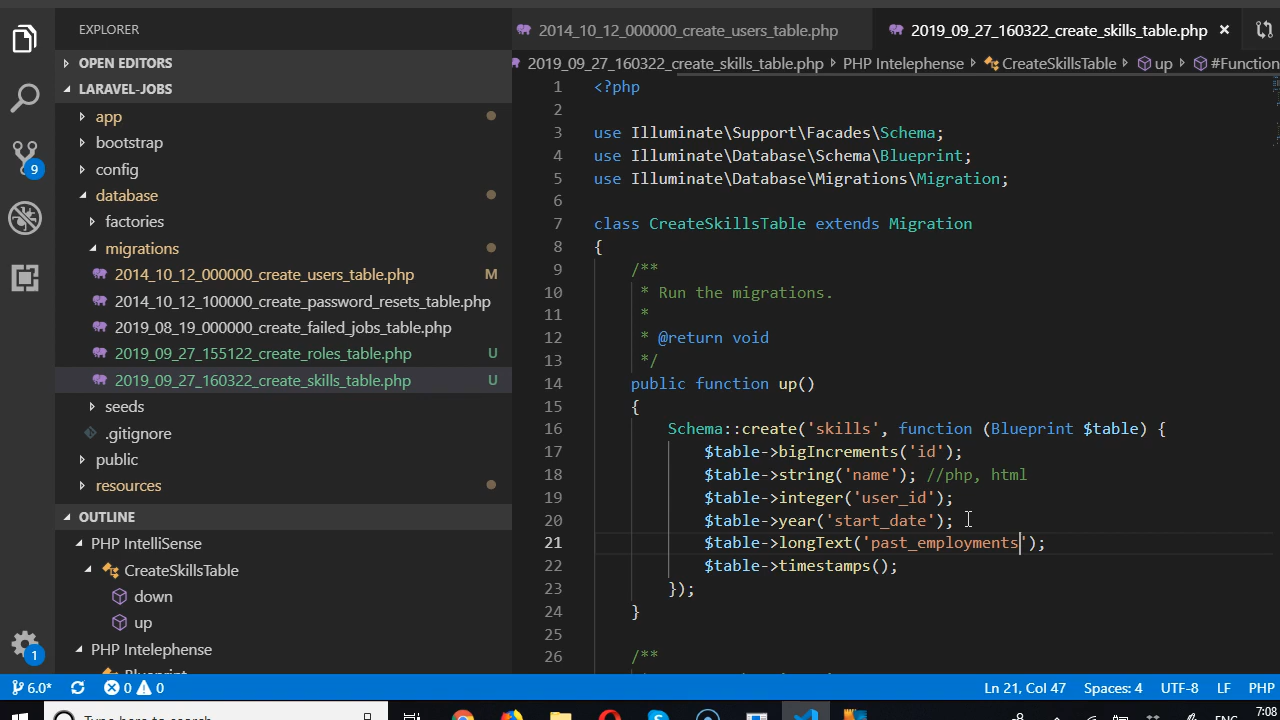 EXPLORER
OPEN EDITORS
LARAVEL-JOBS
app
bootstrap
config
database
factories
migrations
2014_10_12_000000_create_users_table.php M
2014_10_12_100000_create_password_resets_table.php
2019_08_19_000000_create_failed_jobs_table.php
2019_09_27_155122_create_roles_table.php U
2019_09_27_160322_create_skills_table.php U
seeds
.gitignore
public
resources
OUTLINE
PHP IntelliSense
CreateSkillsTable
down
up
PHP Intelephense
Blueprint
9
1
2014_10_12_000000_create_users_table.php
2019_09_27_160322_create_skills_table.php ×
2019_09_27_160322_create_skills_table.php PHP Intelephense CreateSkillsTable up #Function
1 <?php
2
3 use Illuminate\Support\Facades\Schema;
4 use Illuminate\Database\Schema\Blueprint;
5 use Illuminate\Database\Migrations\Migration;
6
7 class CreateSkillsTable extends Migration
8 {
9 /**
10 * Run the migrations.
11 *
12 * @return void
13 */
14 public function up()
15 {
16 Schema::create('skills', function (Blueprint $table) {
17 $table->bigIncrements('id');
18 $table->string('name'); //php, html
19 $table->integer('user_id');
20 $table->year('start_date');
21 $table->longText('past_employments');
22 $table->timestamps();
23 });
24 }
25
26 /**
6.0* 0 0 Ln 21, Col 47 Spaces: 4 UTF-8 LF PHP
7:08